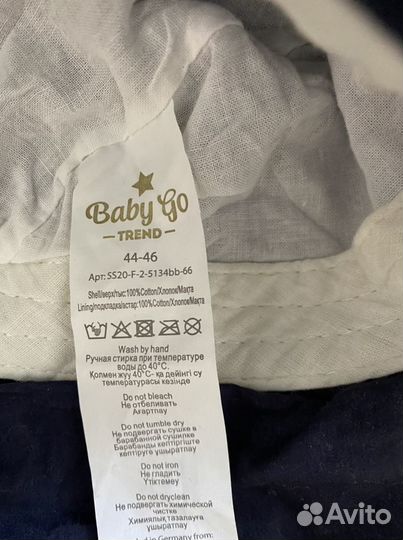 Baby GO
TREND
44-46
Арт: SS20-F-2-5134bb-66
Shell/верх/тыс: 100%Cotton/Хлопок/Мақта
Lining/подкладка/астар: 100%Cotton/Хлопок/Мақта
Wash by hand
Ручная стирка при температуре
воды до 40°C.
Қолмен жуу 40°C- қа дейінгі су
температурасы кезінде
Do not bleach
Не отбеливать
Ағартпау
Do not tumble dry
Не подвергать сушке в
барабанной сушилке
Барабанды кептіргіште
кептіруге ұшыратпау
Do not iron
Не гладить
Үтіктемеу
Do not dryclean
Не подвергать химической
чистке
Химиялық тазалауға
ұшыратпау
in Germany from:
Avito